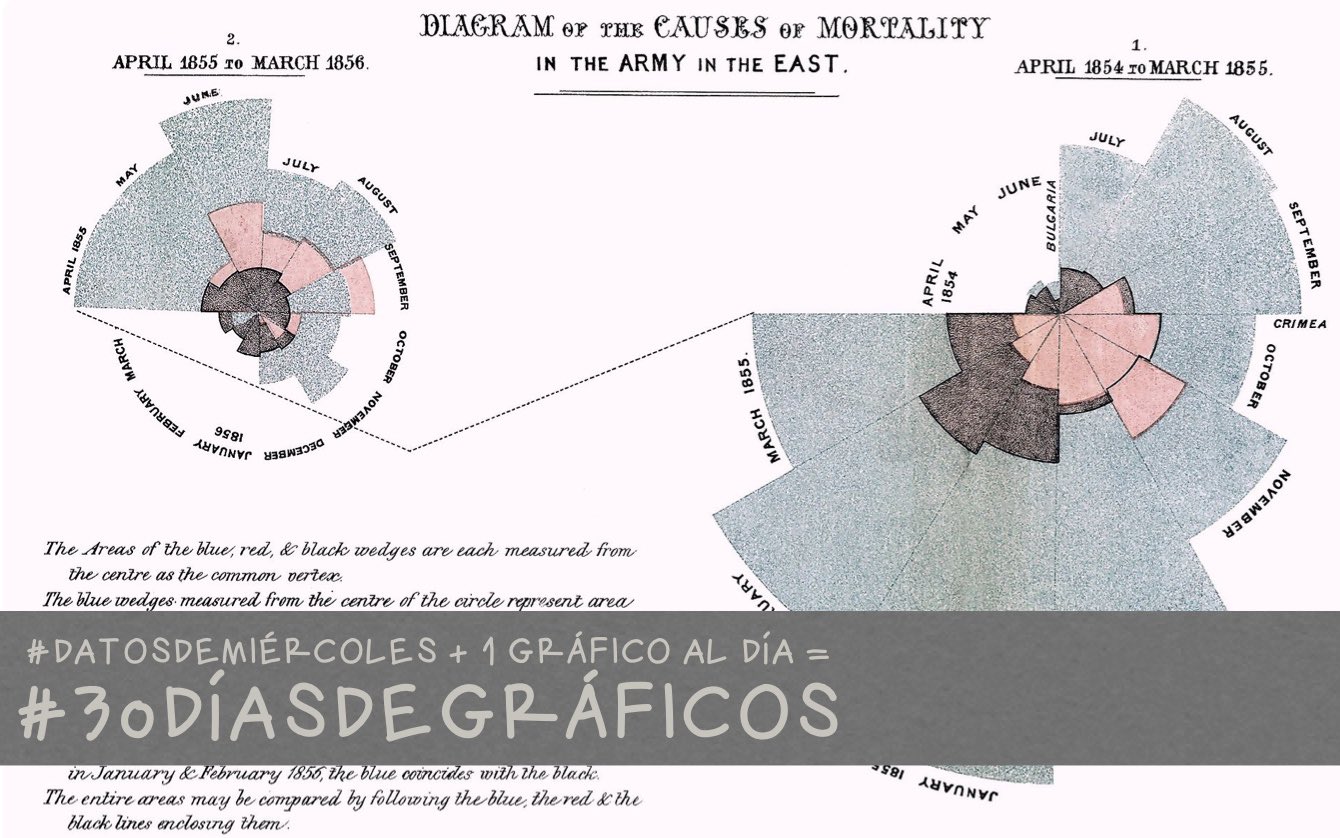 DIAGRAM OF THE CAUSES OF MORTALITY
IN THE ARMY IN THE EAST.
2.
APRIL 1855 TO MARCH 1856.
JUNE
JULY
AUGUST
MAY
SEPTEMBER
APRIL 1855
OCTOBER
NOVEMBER
DECEMBER
JANUARY
1856
FEBRUARY
MARCH
1.
APRIL 1854 TO MARCH 1855.
JULY
AUGUST
JUNE
MAY
BULGARIA
SEPTEMBER
APRIL
1854
CRIMEA
OCTOBER
MARCH 1855.
NOVEMBER
JANUARY 1855
The Areas of the blue, red, & black wedges are each measured from
the centre as the common vertex.
The blue wedges measured from the centre of the circle represent area
#DATOSDEMIÉRCOLES + 1 GRÁFICO AL DÍA =
#30DÍASDEGRÁFICOS
in January & February 1856, the blue coincides with the black.
The entire areas may be compared by following the blue, the red & the
black lines enclosing them.